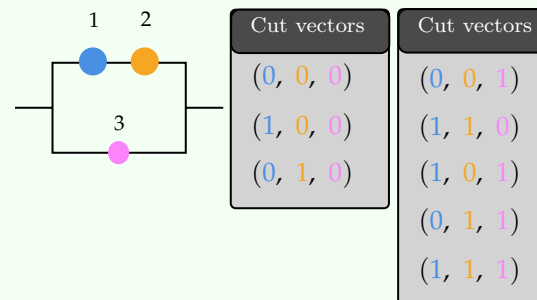 1 2
3
Cut vectors
(0, 0, 0)
(1, 0, 0)
(0, 1, 0)
Cut vectors
(0, 0, 1)
(1, 1, 0)
(1, 0, 1)
(0, 1, 1)
(1, 1, 1)